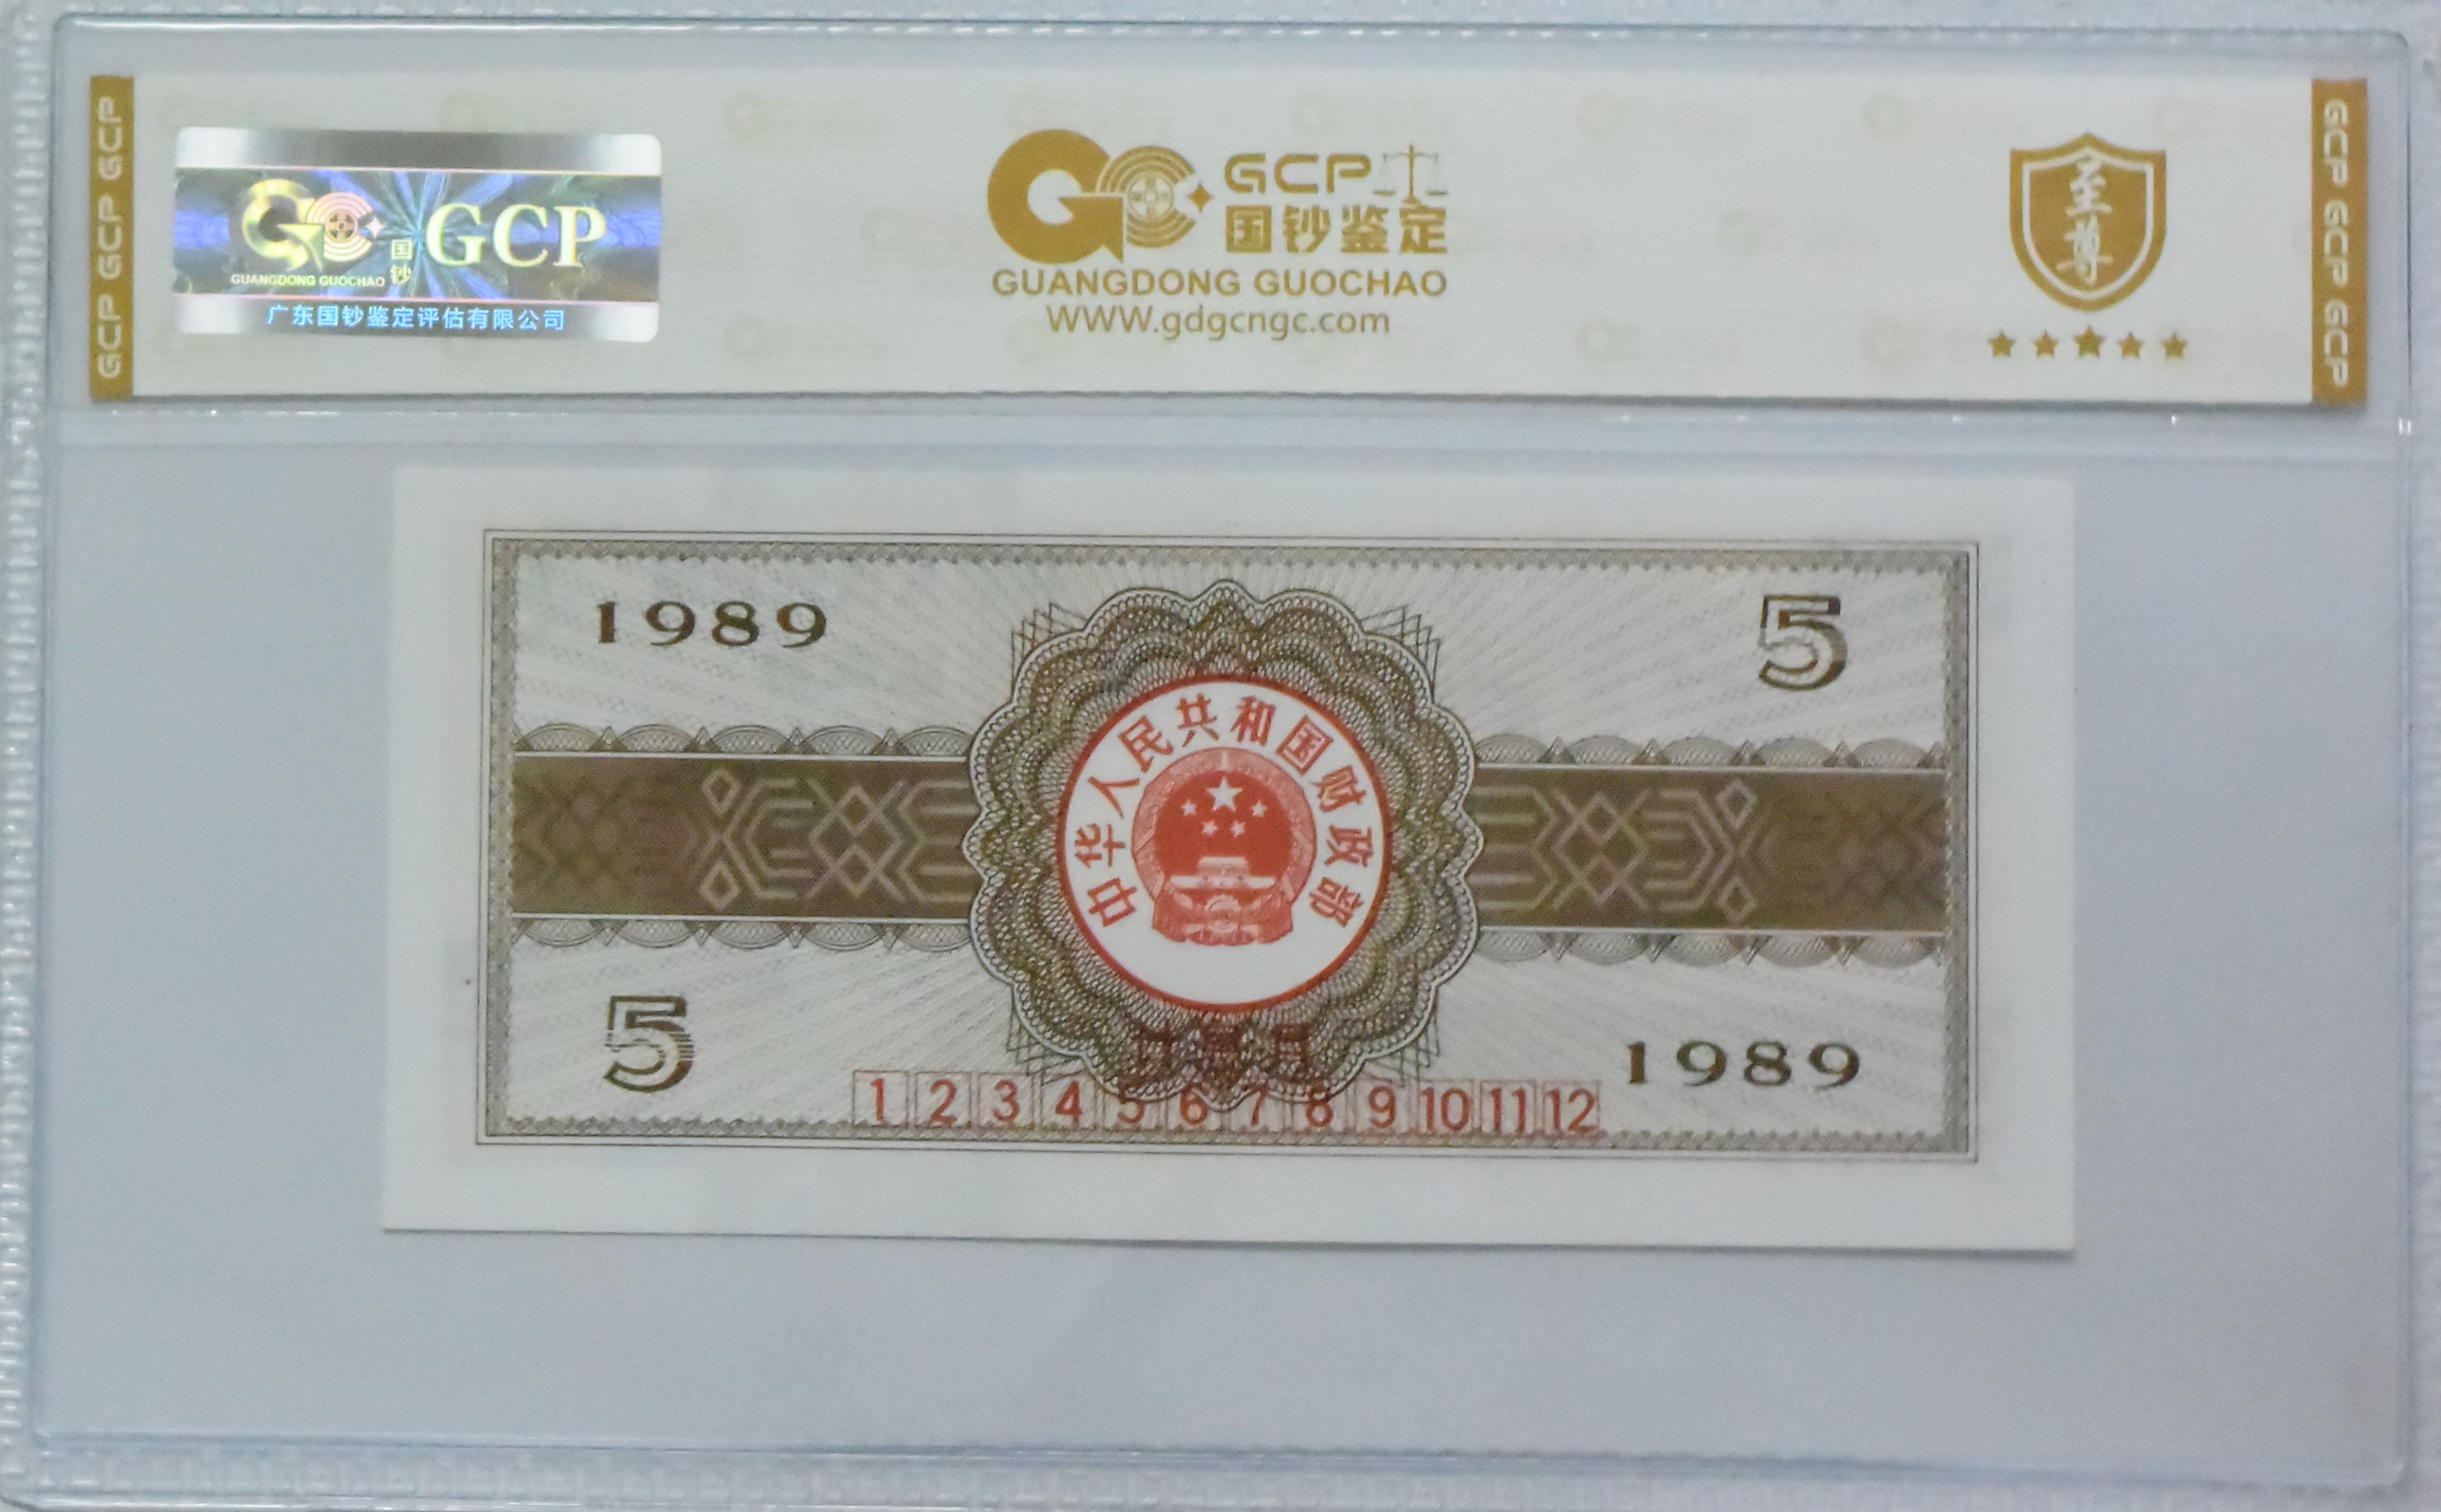 GCP GCP GCP
国钞 GCP
GUANGDONG GUOCHAO
广东国钞鉴定评估有限公司
GCP
国钞鉴定
GUANGDONG GUOCHAO
WWW.gdgcngc.com
至尊
GCP GCP GCP
1989
5
中华人民共和国财政部
5
1989
1 2 3 4 5 6 7 8 9 10 11 12